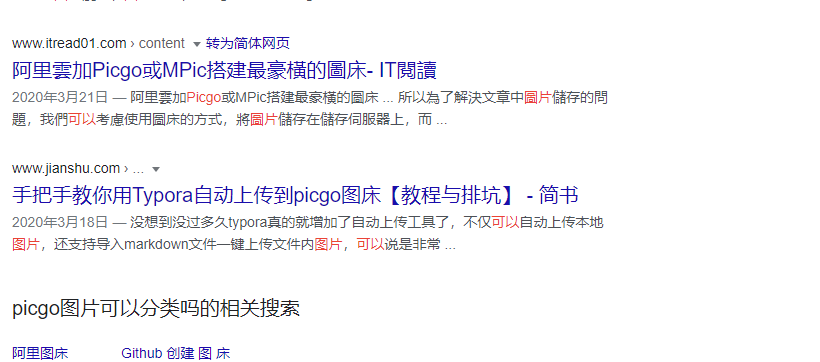 www.itread01.com › content 转为简体网页
阿里雲加Picgo或MPic搭建最豪橫的圖床- IT閱讀
2020年3月21日 — 阿里雲加Picgo或MPic搭建最豪橫的圖床 ... 所以為了解決文章中圖片儲存的問
題，我們可以考慮使用圖床的方式，將圖片儲存在儲存伺服器上，而 ...
www.jianshu.com › ...
手把手教你用Typora自动上传到picgo图床【教程与排坑】 - 简书
2020年3月18日 — 没想到没过多久typora真的就增加了自动上传工具了，不仅可以自动上传本地
图片，还支持导入markdown文件一键上传文件内图片，可以说是非常 ...
picgo图片可以分类吗的相关搜索
阿里图床 Github 创建 图 床